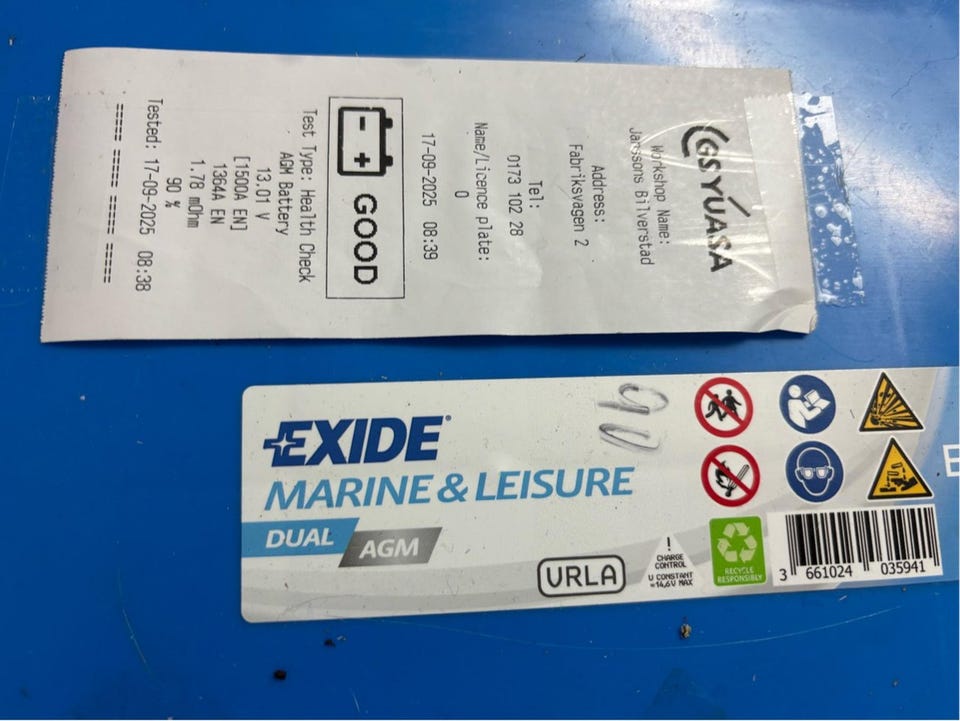 GSYUASA
Workshop Name:
Janssons Bilverstad
Address:
Fabriksvagen 2
Tel:
0173 102 28
Name/Licence plate:
0
17-09-2025 08:39
- +
GOOD
Test Type: Health Check
AGM Battery
13.01 V
[1500A EN]
1364A EN
1.78 mOhm
90 %
Tested: 17-09-2025 08:38
===== ===== ===== =====
EXIDE
MARINE & LEISURE
DUAL
AGM
VRLA
!
CHARGE
CONTROL
U CONSTANT
=14,6V MAX
RECYCLE
RESPONSIBLY
3 661024 035941
E